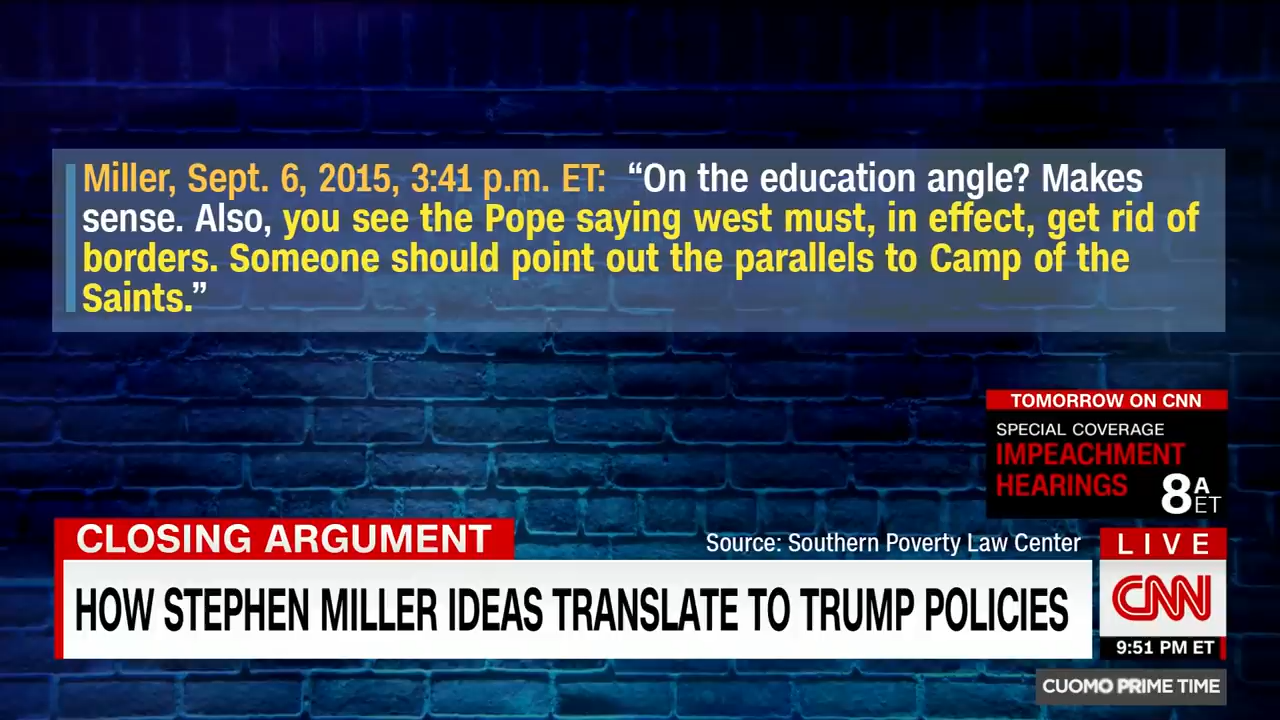 Miller, Sept. 6, 2015, 3:41 p.m. ET: “On the education angle? Makes
sense. Also, you see the Pope saying west must, in effect, get rid of
borders. Someone should point out the parallels to Camp of the
Saints.”
TOMORROW ON CNN
SPECIAL COVERAGE
IMPEACHMENT
HEARINGS
8 A ET
CLOSING ARGUMENT
Source: Southern Poverty Law Center
LIVE
HOW STEPHEN MILLER IDEAS TRANSLATE TO TRUMP POLICIES
CNN
9:51 PM ET
CUOMO PRIME TIME